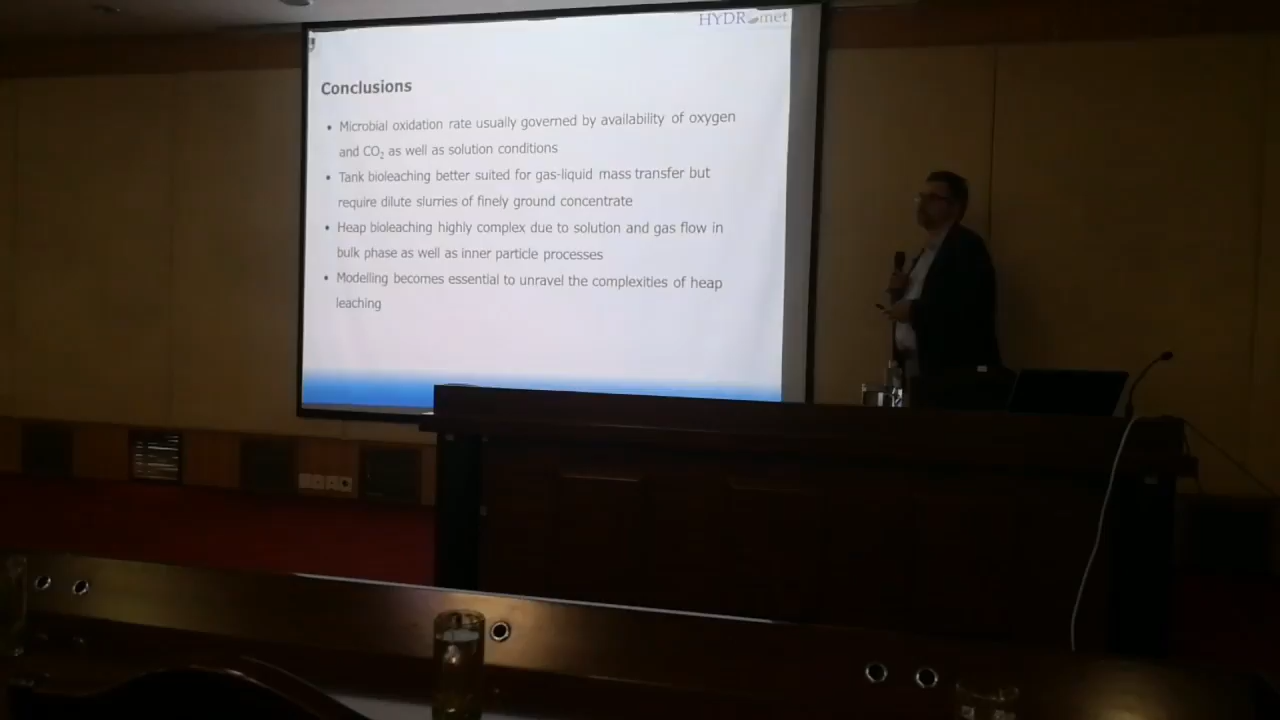 HYDROmet
Conclusions
• Microbial oxidation rate usually governed by availability of oxygen
and CO₂ as well as solution conditions
• Tank bioleaching better suited for gas-liquid mass transfer but
require dilute slurries of finely ground concentrate
• Heap bioleaching highly complex due to solution and gas flow in
bulk phase as well as inner particle processes
• Modelling becomes essential to unravel the complexities of heap
leaching